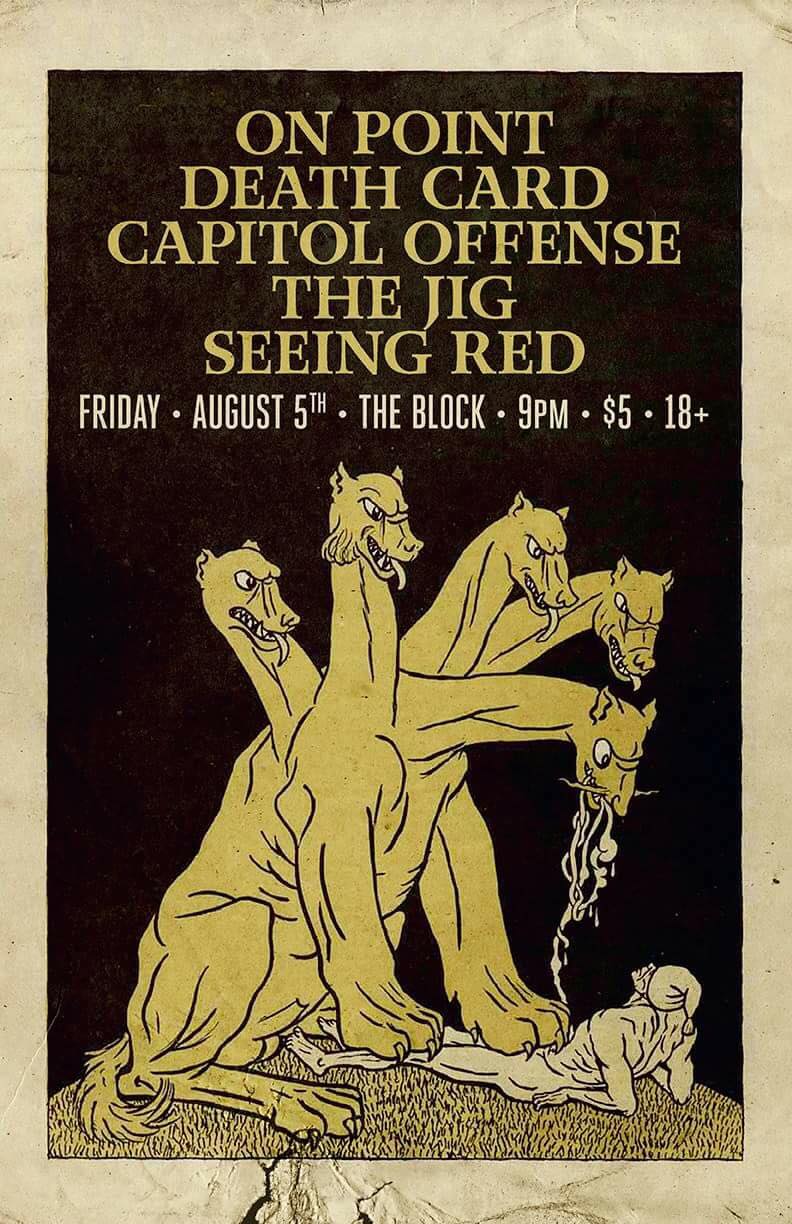 ON POINT
DEATH CARD
CAPITOL OFFENSE
THE JIG
SEEING RED
FRIDAY • AUGUST 5TH • THE BLOCK • 9PM • $5 • 18+